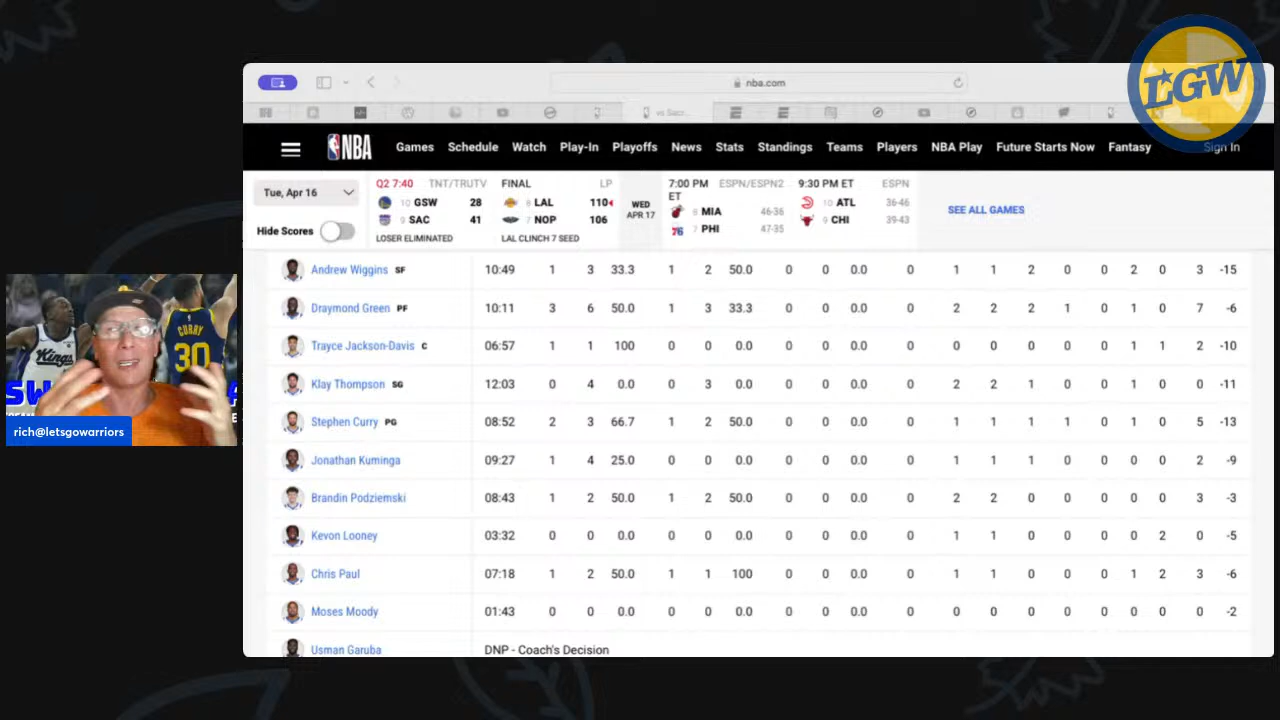 LGW
nba.com
vs Sacr...
NBA
Games Schedule Watch Play-In Playoffs News Stats Standings Teams Players NBA Play Future Starts Now Fantasy Sign In
Tue, Apr 16
Hide Scores
Q2 7:40 TNT/TRUTV
10 GSW 28
9 SAC 41
LOSER ELIMINATED
FINAL LP
8 LAL 110
7 NOP 106
LAL CLINCH 7 SEED
WED
APR 17
7:00 PM ET ESPN/ESPN2
8 MIA 46-36
7 PHI 47-35
9:30 PM ET ESPN
10 ATL 36-46
9 CHI 39-43
SEE ALL GAMES
Andrew Wiggins SF 10:49 1 3 33.3 1 2 50.0 0 0 0.0 0 1 1 2 0 0 2 0 3 -15
Draymond Green PF 10:11 3 6 50.0 1 3 33.3 0 0 0.0 0 2 2 2 1 0 1 0 7 -6
Trayce Jackson-Davis C 06:57 1 1 100 0 0 0.0 0 0 0.0 0 0 0 0 0 0 1 1 2 -10
Klay Thompson SG 12:03 0 4 0.0 0 3 0.0 0 0 0.0 0 2 2 1 0 0 1 0 0 -11
Stephen Curry PG 08:52 2 3 66.7 1 2 50.0 0 0 0.0 0 1 1 1 1 0 1 0 5 -13
Jonathan Kuminga 09:27 1 4 25.0 0 0 0.0 0 0 0.0 0 1 1 1 0 0 0 0 2 -9
Brandin Podziemski 08:43 1 2 50.0 1 2 50.0 0 0 0.0 0 2 2 0 0 0 0 0 3 -3
Kevon Looney 03:32 0 0 0.0 0 0 0.0 0 0 0.0 0 1 1 0 0 0 0 2 0 -5
Chris Paul 07:18 1 2 50.0 1 1 100 0 0 0.0 0 1 1 0 0 0 1 2 3 -6
Moses Moody 01:43 0 0 0.0 0 0 0.0 0 0 0.0 0 0 0 0 0 0 0 0 0 -2
Usman Garuba DNP - Coach's Decision
Kings
CURRY
30
rich@letsgowarriors